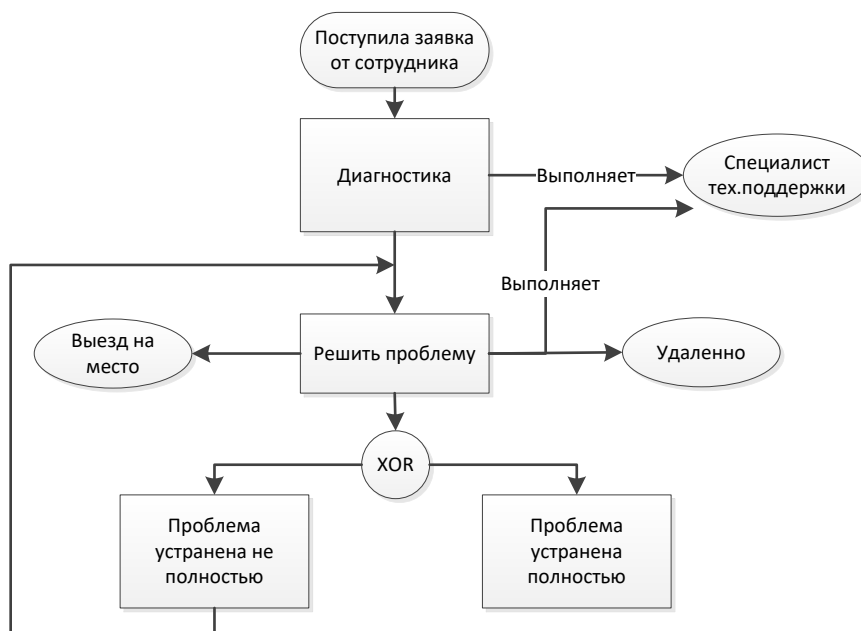 Поступила заявка
от сотрудника
Диагностика
Выполняет
Специалист
тех.поддержки
Выполняет
Выезд на
место
Решить проблему
Удаленно
XOR
Проблема
устранена не
полностью
Проблема
устранена
полностью